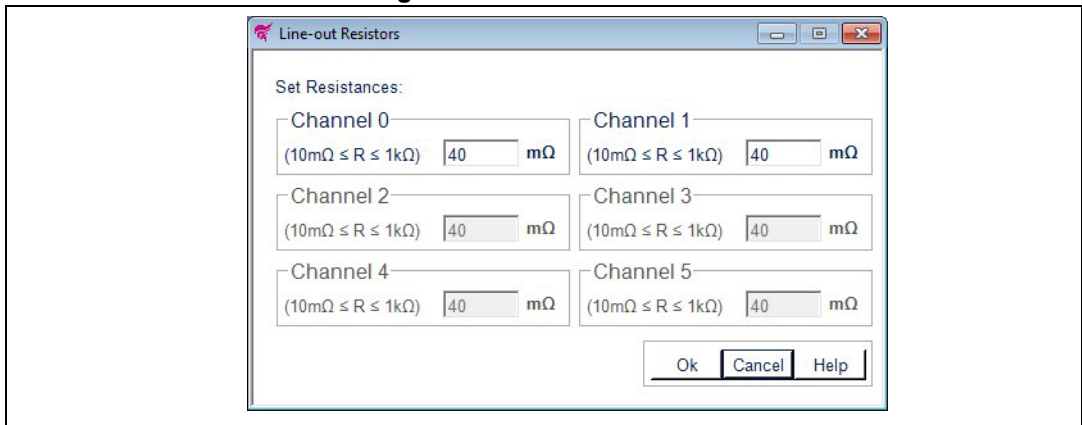 Line-out Resistors
Set Resistances:
Channel 0
(10mΩ ≤ R ≤ 1kΩ) 40 mΩ
Channel 1
(10mΩ ≤ R ≤ 1kΩ) 40 mΩ
Channel 2
(10mΩ ≤ R ≤ 1kΩ) 40 mΩ
Channel 3
(10mΩ ≤ R ≤ 1kΩ) 40 mΩ
Channel 4
(10mΩ ≤ R ≤ 1kΩ) 40 mΩ
Channel 5
(10mΩ ≤ R ≤ 1kΩ) 40 mΩ
Ok Cancel Help